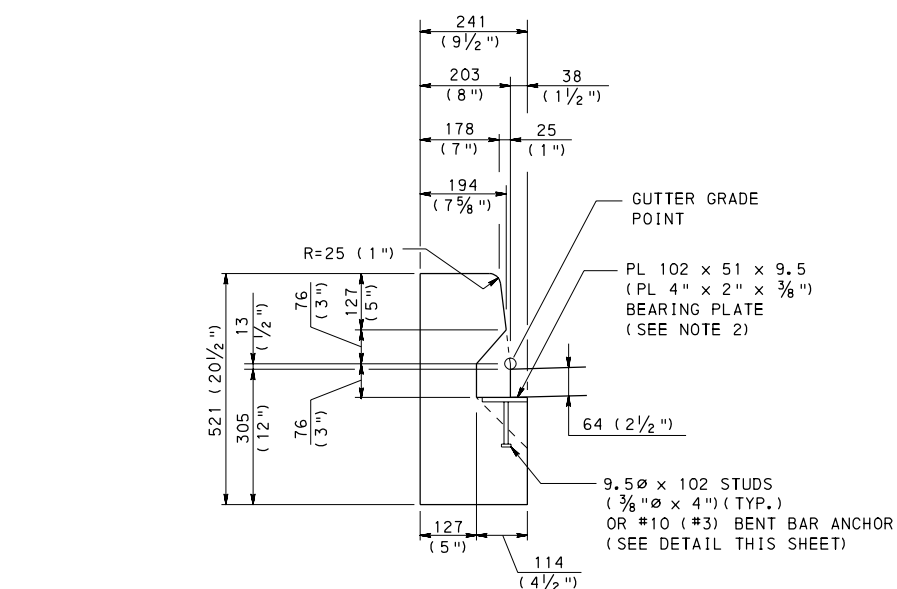 241
(9½")
203
(8")
38
(1½")
178
(7")
25
(1")
194
(7⅝")
GUTTER GRADE
POINT
R=25 (1")
PL 102 x 51 x 9.5
(PL 4" x 2" x ⅜")
BEARING PLATE
(SEE NOTE 2)
76
(3")
127
(5")
13
(½")
521 (20½")
305
(12")
76
(3")
64 (2½")
9.5ø x 102 STUDS
(⅜"ø x 4")(TYP.)
OR #10 (#3) BENT BAR ANCHOR
(SEE DETAIL THIS SHEET)
127
(5")
114
(4½")